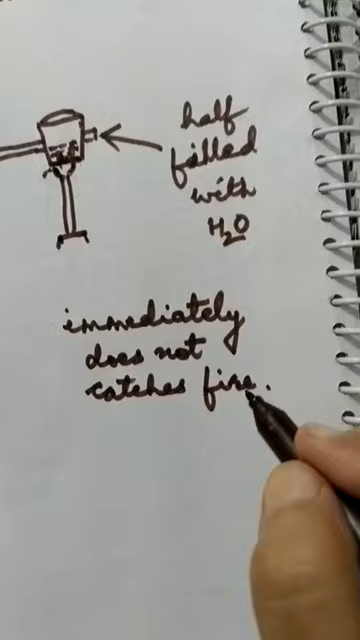 half
filled
with
H₂O
immediately
does not
catches fire.